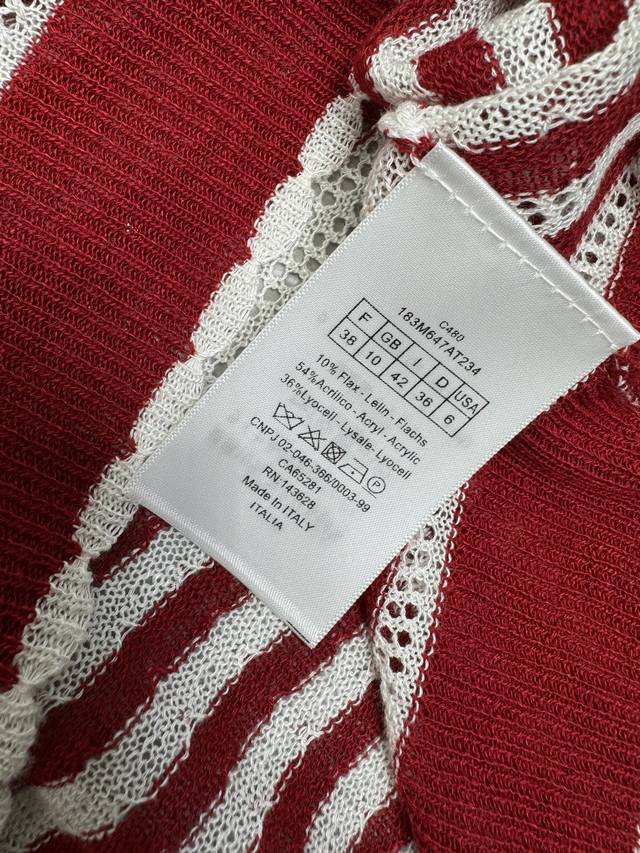 C480
183M647AT234
F GB I D USA
38 10 42 36 6
10% Flax - Lelin - Flachs
54%Acrilico - Acryl - Acrylic
36%Lyocell - Lysale- Lyocell
P
CNPJ 02-046-366/0003-99
CA65281
RN 143628
Made In ITALY
ITALIA